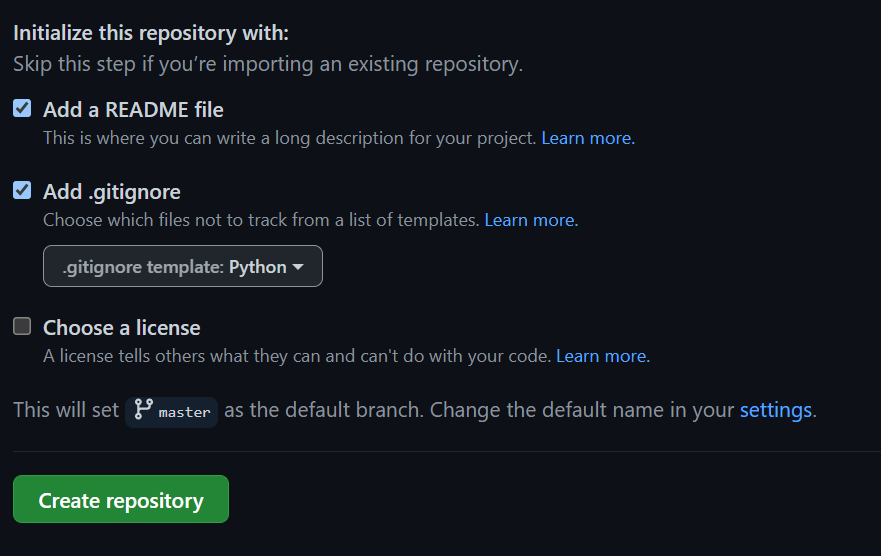 Initialize this repository with:
Skip this step if you're importing an existing repository.
Add a README file
This is where you can write a long description for your project. Learn more.
Add .gitignore
Choose which files not to track from a list of templates. Learn more.
.gitignore template: Python
Choose a license
A license tells others what they can and can't do with your code. Learn more.
This will set master as the default branch. Change the default name in your settings.
Create repository